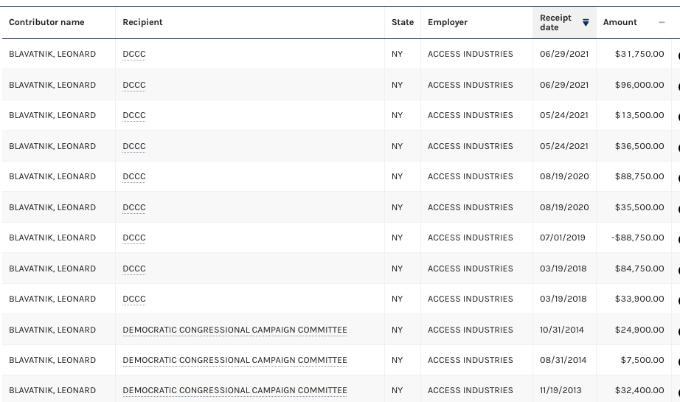 Contributor name Recipient State Employer Receipt date Amount
BLAVATNIK, LEONARD DCCC NY ACCESS INDUSTRIES 06/29/2021 $31,750.00
BLAVATNIK, LEONARD DCCC NY ACCESS INDUSTRIES 06/29/2021 $96,000.00
BLAVATNIK, LEONARD DCCC NY ACCESS INDUSTRIES 05/24/2021 $13,500.00
BLAVATNIK, LEONARD DCCC NY ACCESS INDUSTRIES 05/24/2021 $36,500.00
BLAVATNIK, LEONARD DCCC NY ACCESS INDUSTRIES 08/19/2020 $88,750.00
BLAVATNIK, LEONARD DCCC NY ACCESS INDUSTRIES 08/19/2020 $35,500.00
BLAVATNIK, LEONARD DCCC NY ACCESS INDUSTRIES 07/01/2019 -$88,750.00
BLAVATNIK, LEONARD DCCC NY ACCESS INDUSTRIES 03/19/2018 $84,750.00
BLAVATNIK, LEONARD DCCC NY ACCESS INDUSTRIES 03/19/2018 $33,900.00
BLAVATNIK, LEONARD DEMOCRATIC CONGRESSIONAL CAMPAIGN COMMITTEE NY ACCESS INDUSTRIES 10/31/2014 $24,900.00
BLAVATNIK, LEONARD DEMOCRATIC CONGRESSIONAL CAMPAIGN COMMITTEE NY ACCESS INDUSTRIES 08/31/2014 $7,500.00
BLAVATNIK, LEONARD DEMOCRATIC CONGRESSIONAL CAMPAIGN COMMITTEE NY ACCESS INDUSTRIES 11/19/2013 $32,400.00